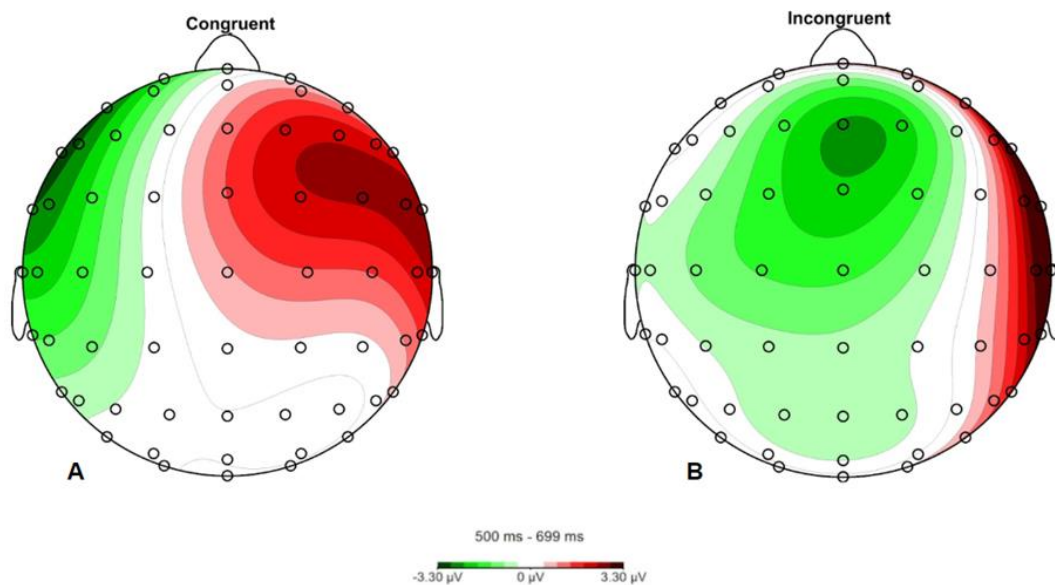 Congruent
Incongruent
A
B
500 ms - 699 ms
-3.30 µV
0 µV
3.30 µV